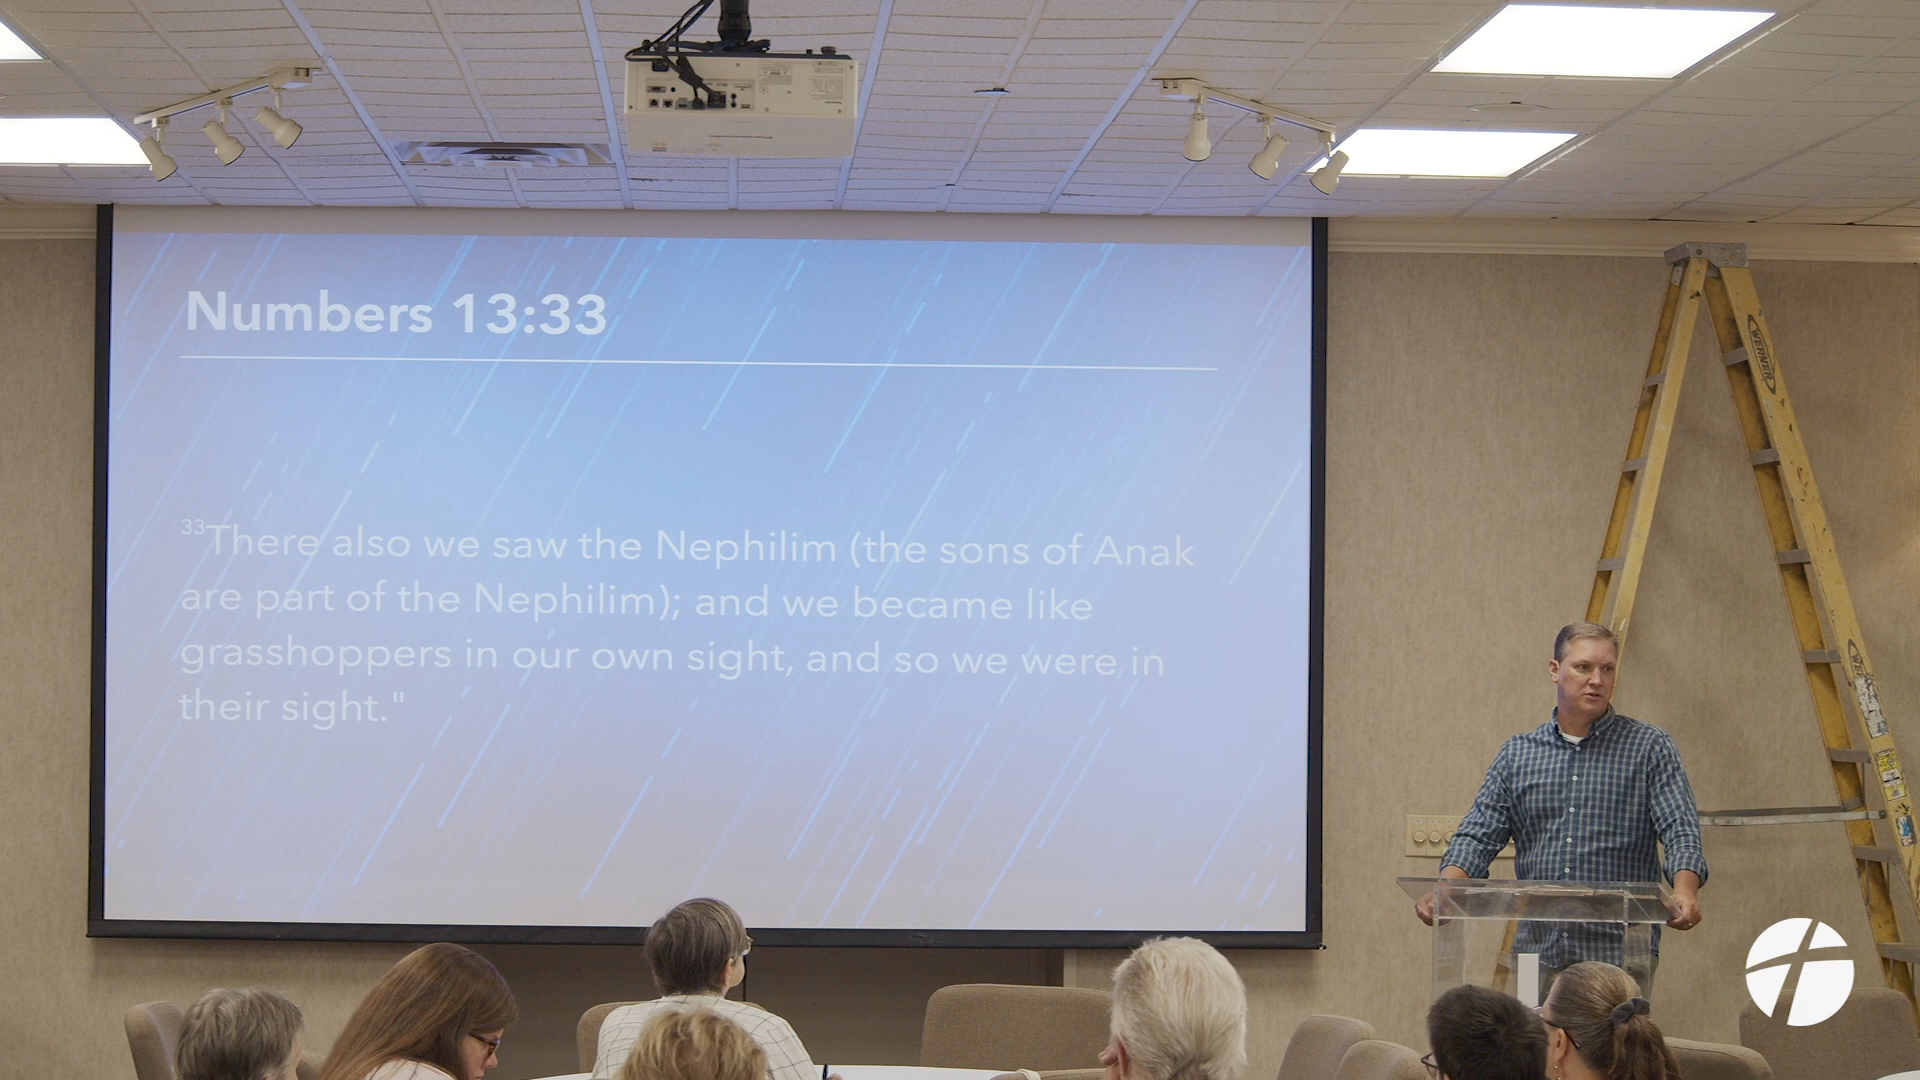 Numbers 13:33
33There also we saw the Nephilim (the sons of Anak
are part of the Nephilim); and we became like
grasshoppers in our own sight, and so we were in
their sight."
WERNER